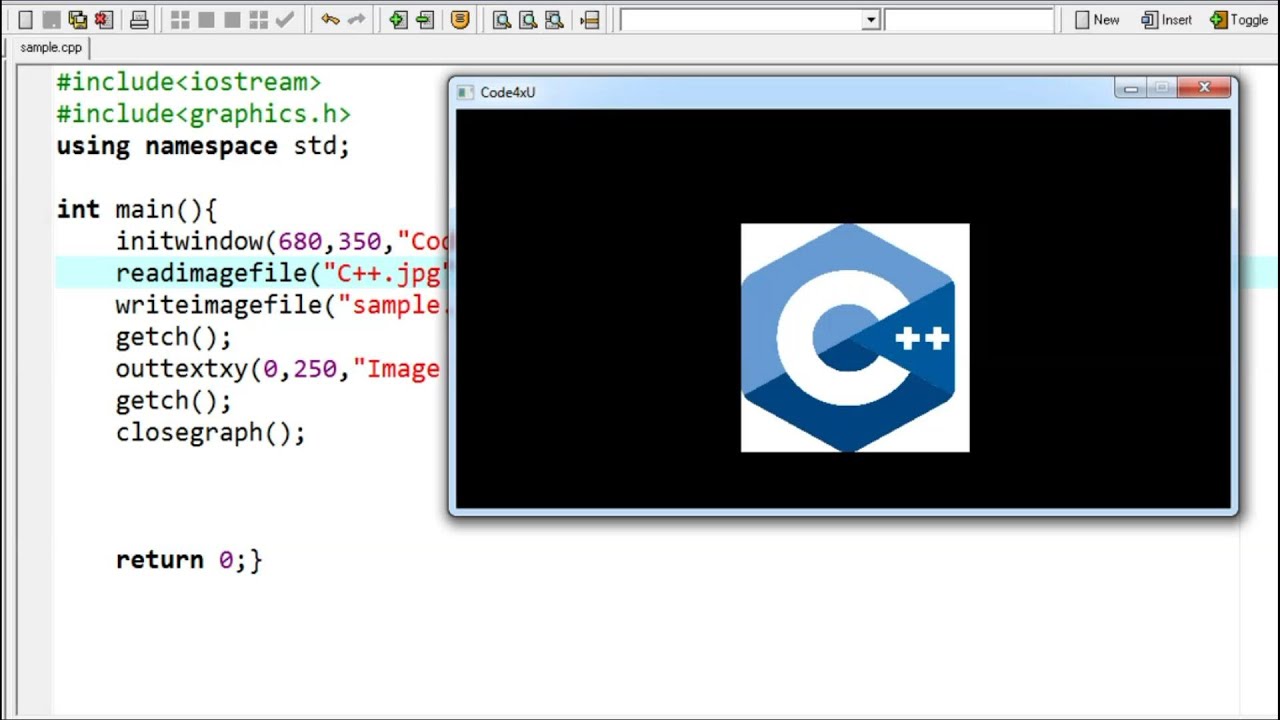 New Insert Toggle
sample.cpp
#include<iostream>
#include<graphics.h>
using namespace std;
int main(){
initwindow(680,350,"Cod
readimagefile("C++.jpg"
writeimagefile("sample.
getch();
outtextxy(0,250,"Image
getch();
closegraph();
return 0;}
Code4xU
C++